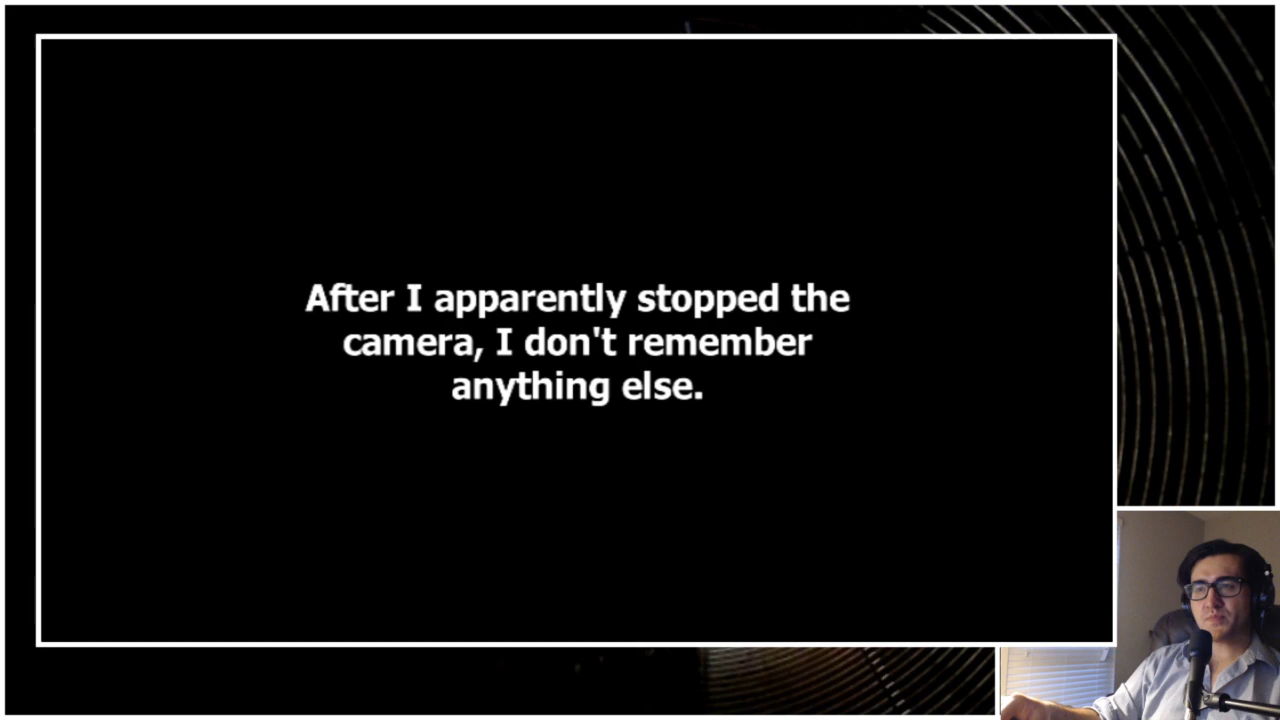 After I apparently stopped the
camera, I don't remember
anything else.